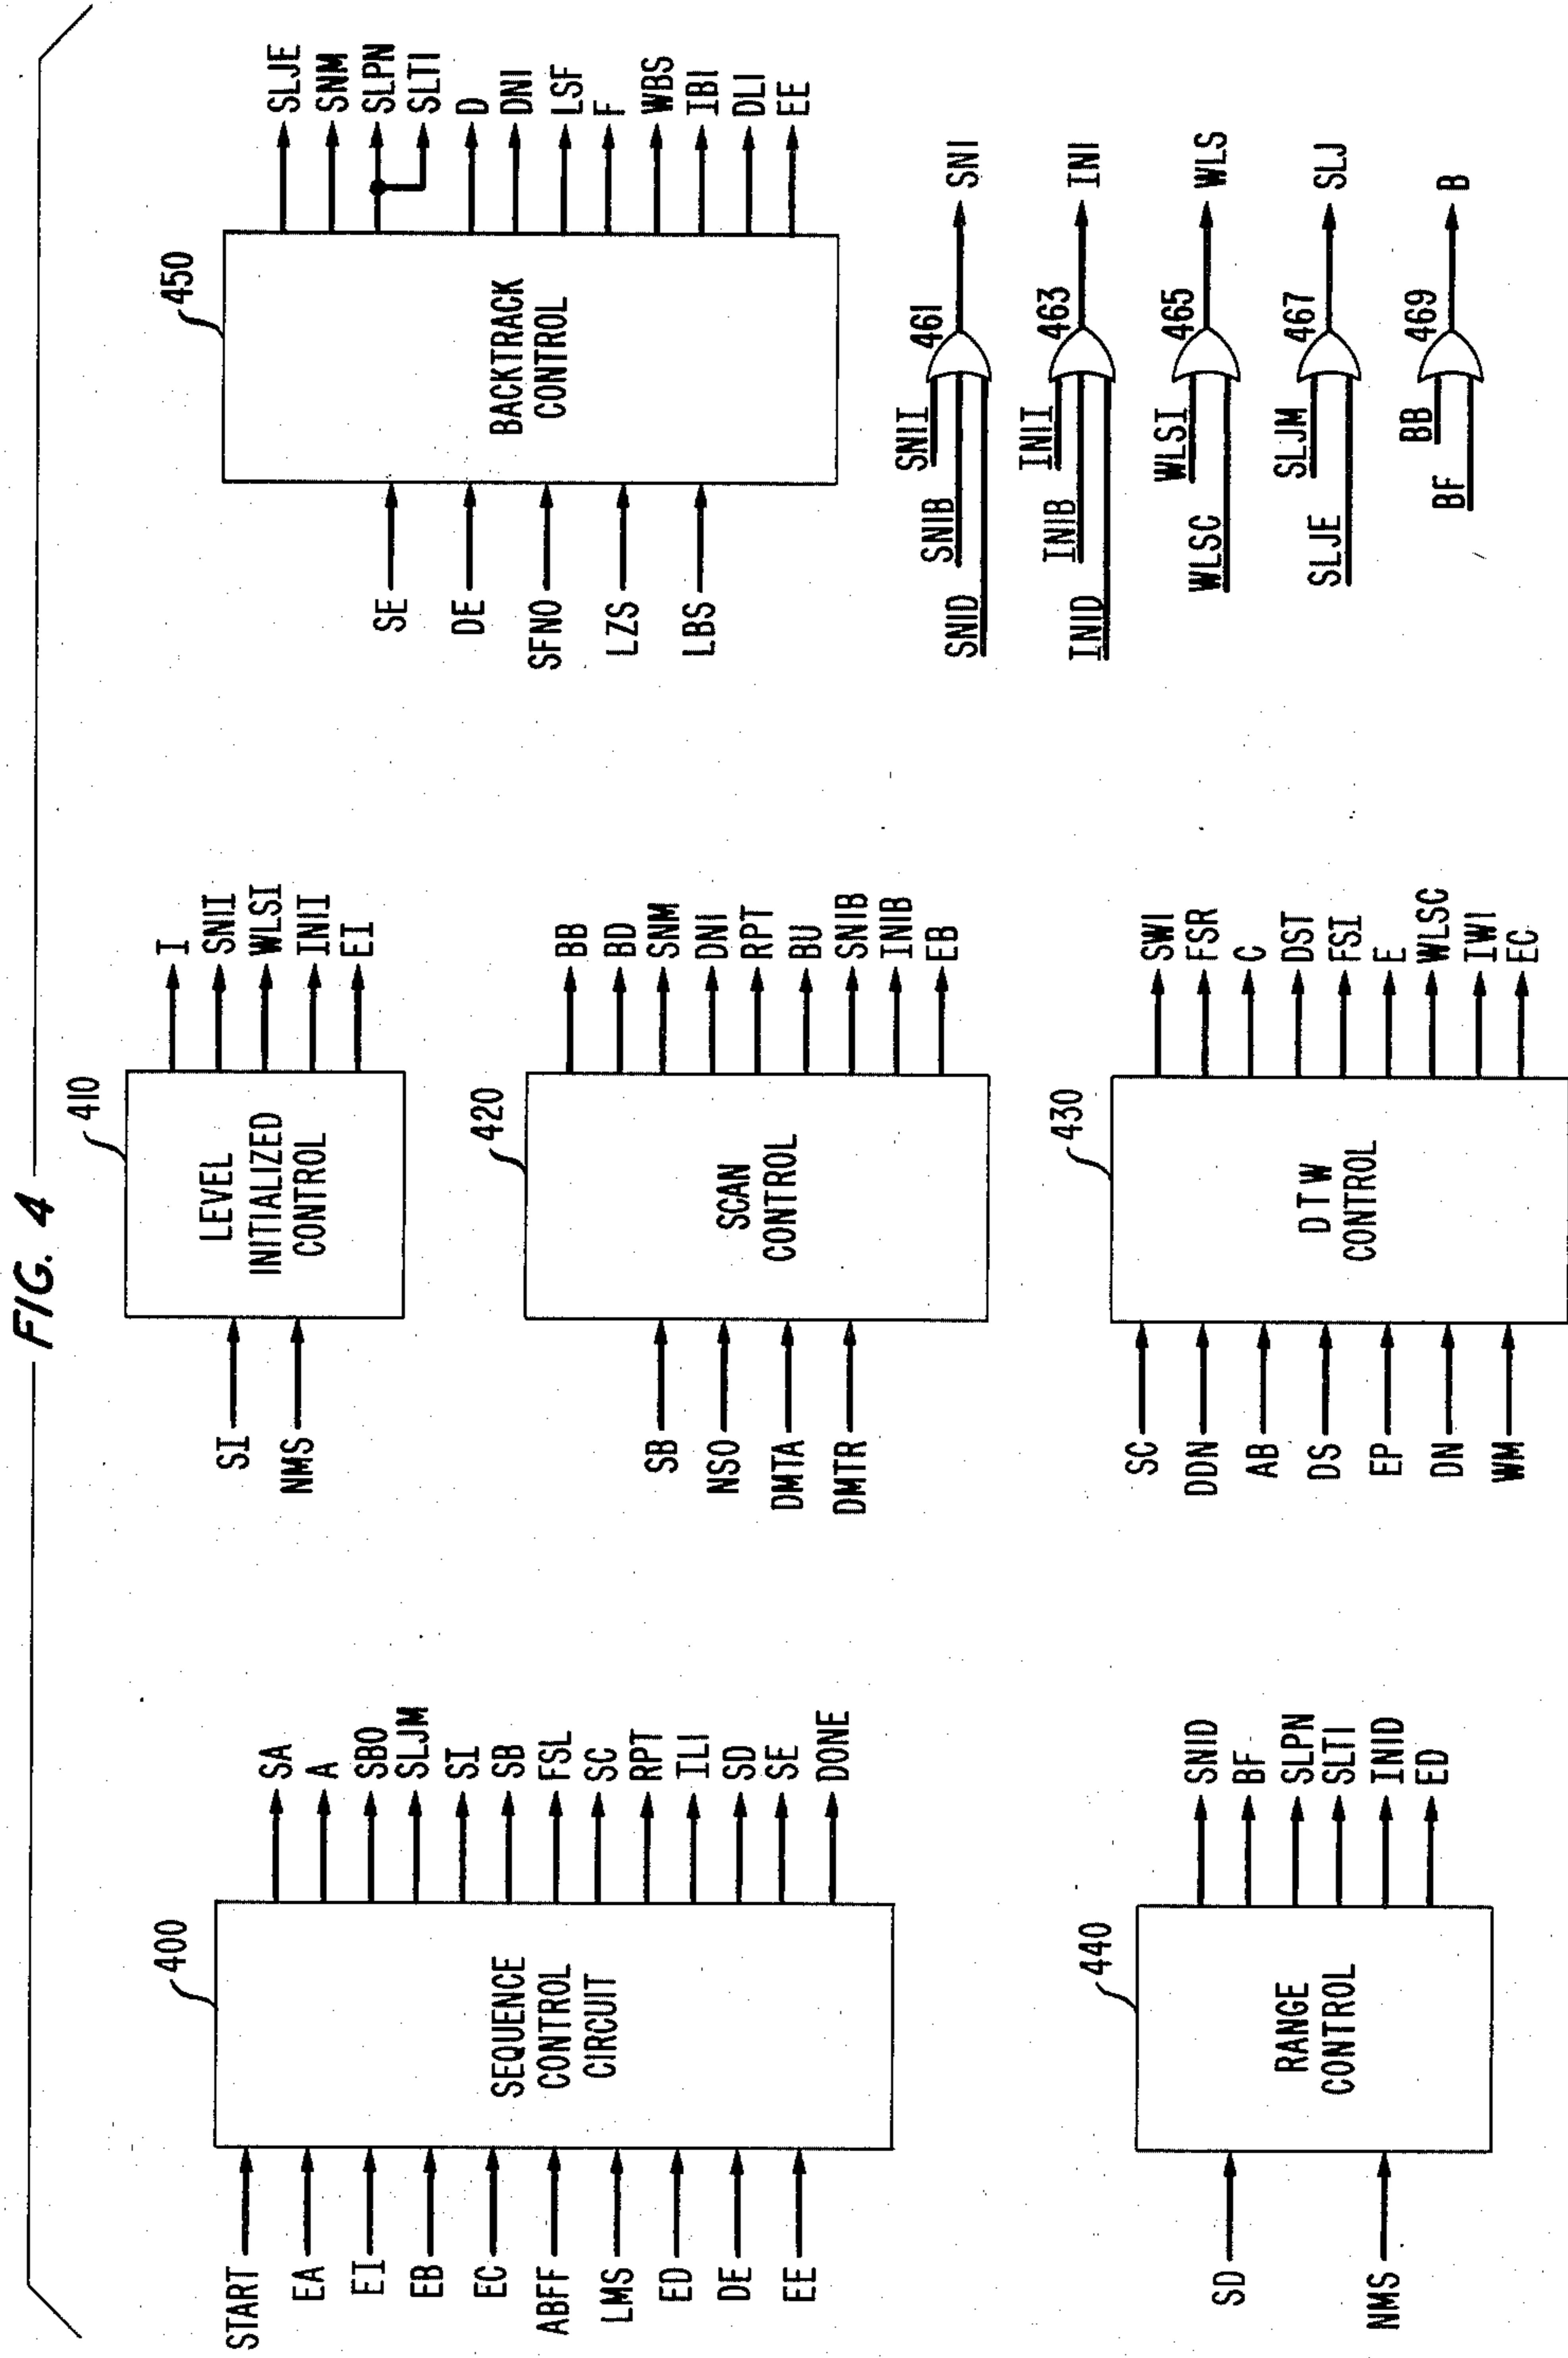 FIG. 4
400
SEQUENCE
CONTROL
CIRCUIT
START
EA
EI
EB
EC
ABFF
LMS
ED
DE
EE
SA
A
SBO
SLJM
SI
SB
FSL
SC
RPT
ILI
SD
SE
DONE
410
LEVEL
INITIALIZED
CONTROL
SI
NMS
I
SNII
WLSI
INII
EI
420
SCAN
CONTROL
SB
NSO
DMTA
DMTR
BB
BD
SNM
DNI
RPT
BU
SNIB
INIB
EB
430
DTW
CONTROL
SC
DDN
AB
DS
EP
DN
WM
SWI
FSR
C
DST
FSI
E
WLSC
IWI
EC
440
RANGE
CONTROL
SD
NMS
SNID
BF
SLPN
SLTI
INID
ED
450
BACKTRACK
CONTROL
SE
DE
SFNO
LZS
LBS
SLJE
SNM
SLPN
SLTI
D
DNI
LSF
F
WBS
IBI
DLI
EE
SNII
SNIB
SNID
461
SNI
INII
INIB
INID
463
INI
WLSI
WLSC
465
WLS
SLJM
SLJE
467
SLJ
BB
BF
469
B